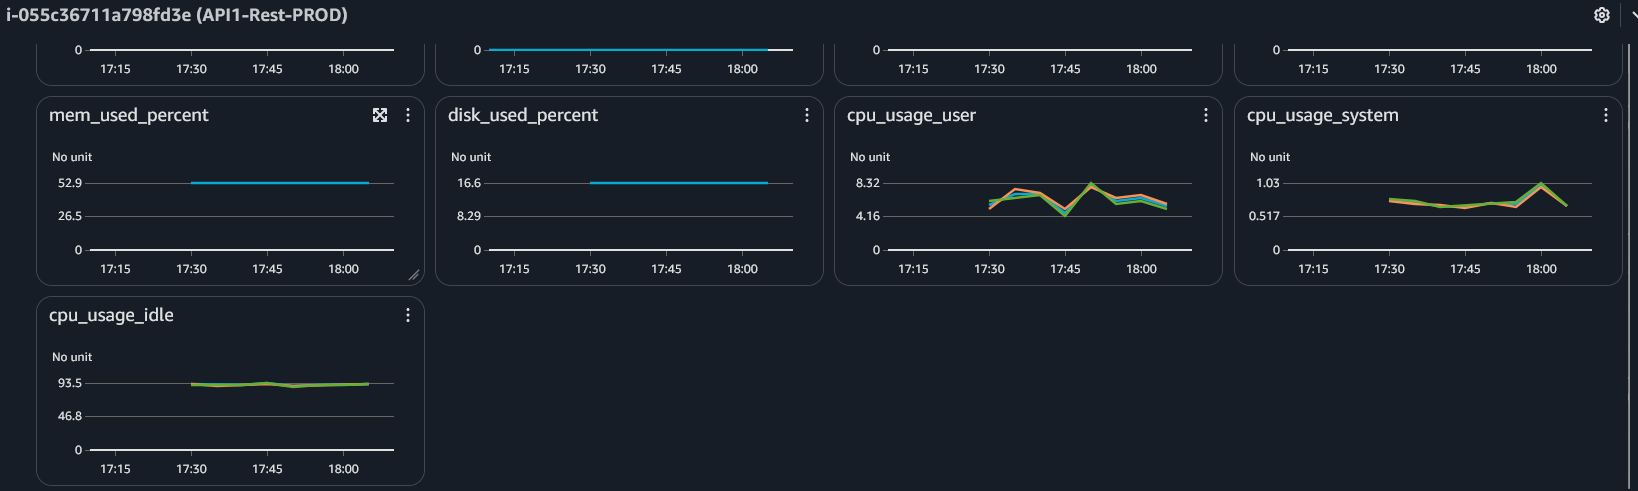 i-055c36711a798fd3e (API1-Rest-PROD)
0 0 0 0
17:15 17:30 17:45 18:00 17:15 17:30 17:45 18:00 17:15 17:30 17:45 18:00 17:15 17:30 17:45 18:00
mem_used_percent
No unit
52.9
26.5
0
17:15 17:30 17:45 18:00
disk_used_percent
No unit
16.6
8.29
0
17:15 17:30 17:45 18:00
cpu_usage_user
No unit
8.32
4.16
0
17:15 17:30 17:45 18:00
cpu_usage_system
No unit
1.03
0.517
0
17:15 17:30 17:45 18:00
cpu_usage_idle
No unit
93.5
46.8
0
17:15 17:30 17:45 18:00